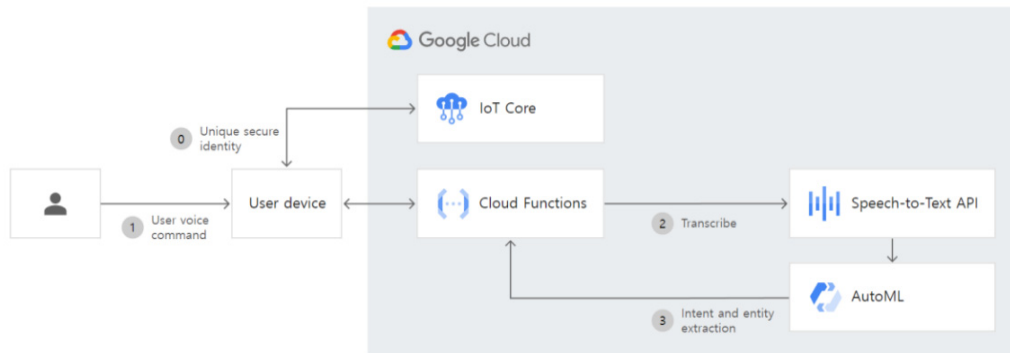 Google Cloud
IoT Core
0 Unique secure
identity
User device
Cloud Functions
Speech-to-Text API
1 User voice
command
2 Transcribe
AutoML
3 Intent and entity
extraction